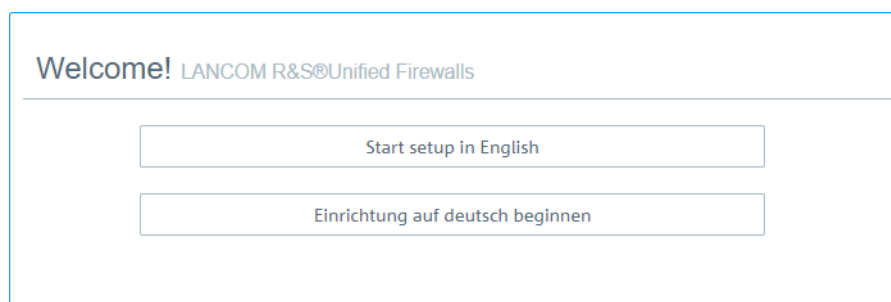 Welcome! LANCOM R&S®Unified Firewalls
Start setup in English
Einrichtung auf deutsch beginnen